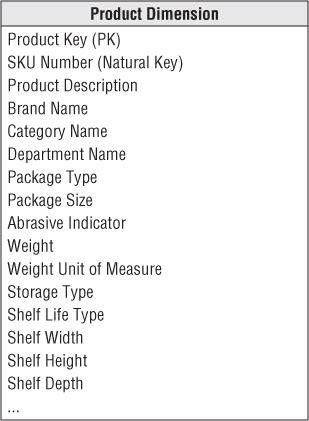 Product Dimension
Product Key (PK)
SKU Number (Natural Key)
Product Description
Brand Name
Category Name
Department Name
Package Type
Package Size
Abrasive Indicator
Weight
Weight Unit of Measure
Storage Type
Shelf Life Type
Shelf Width
Shelf Height
Shelf Depth
...